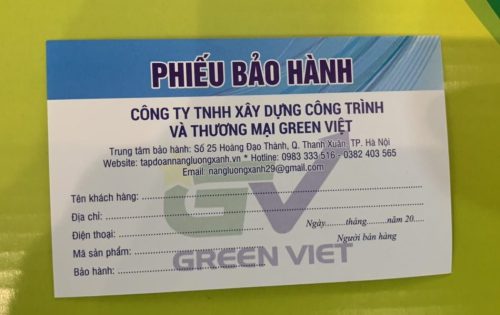 PHIẾU BẢO HÀNH
CÔNG TY TNHH XÂY DỰNG CÔNG TRÌNH
VÀ THƯƠNG MẠI GREEN VIỆT
Trung tâm bảo hành: Số 25 Hoàng Đạo Thành, Q. Thanh Xuân, TP. Hà Nội
Website: tapdoannangluongxanh.vn * Hotline: 0983 333 516 - 0382 403 565
Email: nangluongxanh29@gmail.com
Tên khách hàng:
Địa chỉ:
Điện thoại:
Ngày.......tháng.......năm 20.....
Mã sản phẩm:
Người bán hàng
Bảo hành:
GV
GREEN VIET